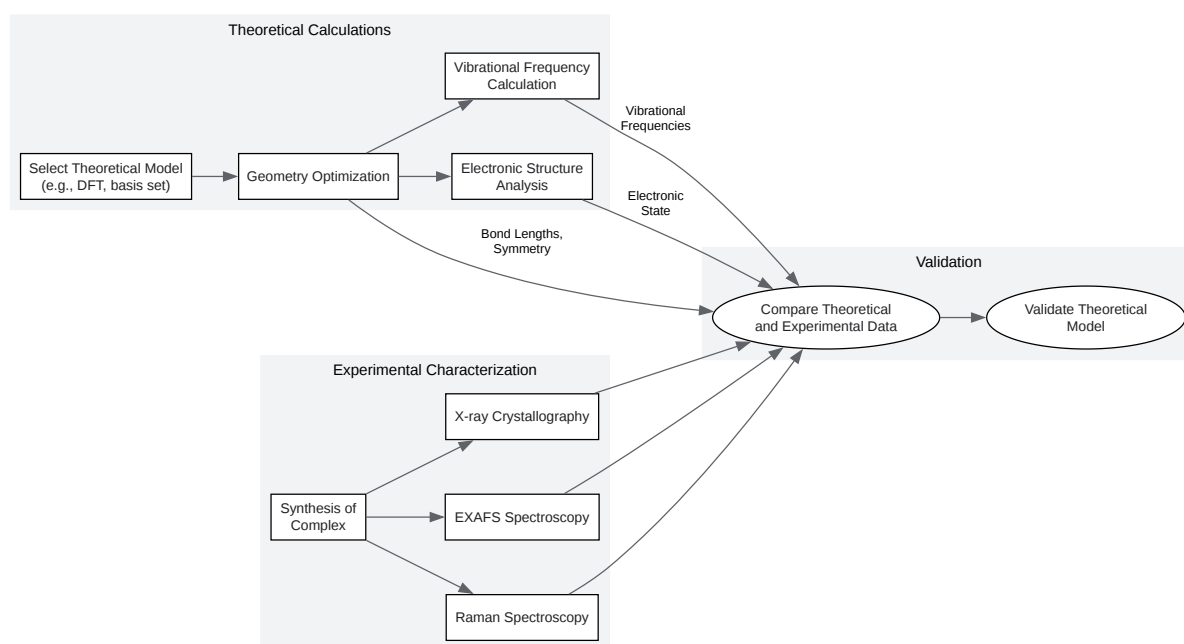 Theoretical Calculations
Vibrational Frequency
Calculation
Vibrational
Frequencies
Select Theoretical Model
(e.g., DFT, basis set)
Geometry Optimization
Electronic Structure
Analysis
Electronic
State
Bond Lengths,
Symmetry
Validation
Compare Theoretical
and Experimental Data
Validate Theoretical
Model
Experimental Characterization
X-ray Crystallography
Synthesis of
Complex
EXAFS Spectroscopy
Raman Spectroscopy